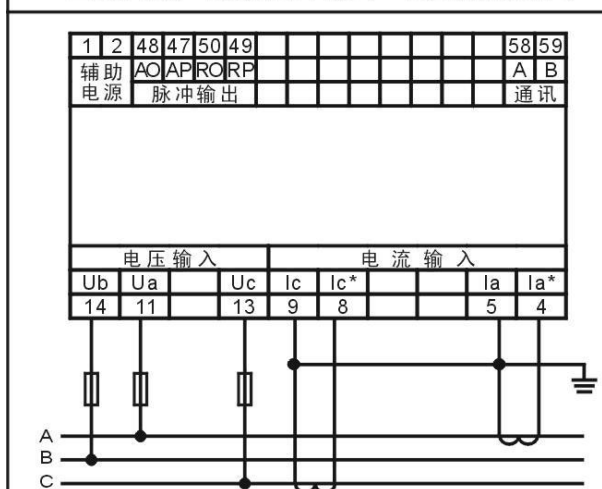 1 2 48 47 50 49 58 59
辅助 AO AP RO RP A B
电源 脉冲输出 通讯
电压输入 电流输入
Ub Ua Uc Ic Ic* Ia Ia*
14 11 13 9 8 5 4
A
B
C